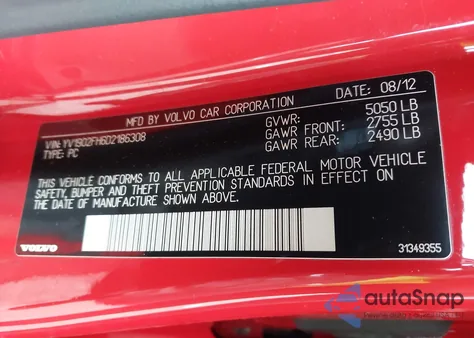 MFD BY VOLVO CAR CORPORATION DATE: 08/12
VIN: YV1902FH6D2186308
TYPE: PC
GVWR: 5050 LB
GAWR FRONT: 2755 LB
GAWR REAR: 2490 LB
THIS VEHICLE CONFORMS TO ALL APPLICABLE FEDERAL MOTOR VEHICLE
SAFETY, BUMPER AND THEFT PREVENTION STANDARDS IN EFFECT ON
THE DATE OF MANUFACTURE SHOWN ABOVE.
VOLVO 31349355
autoSnap